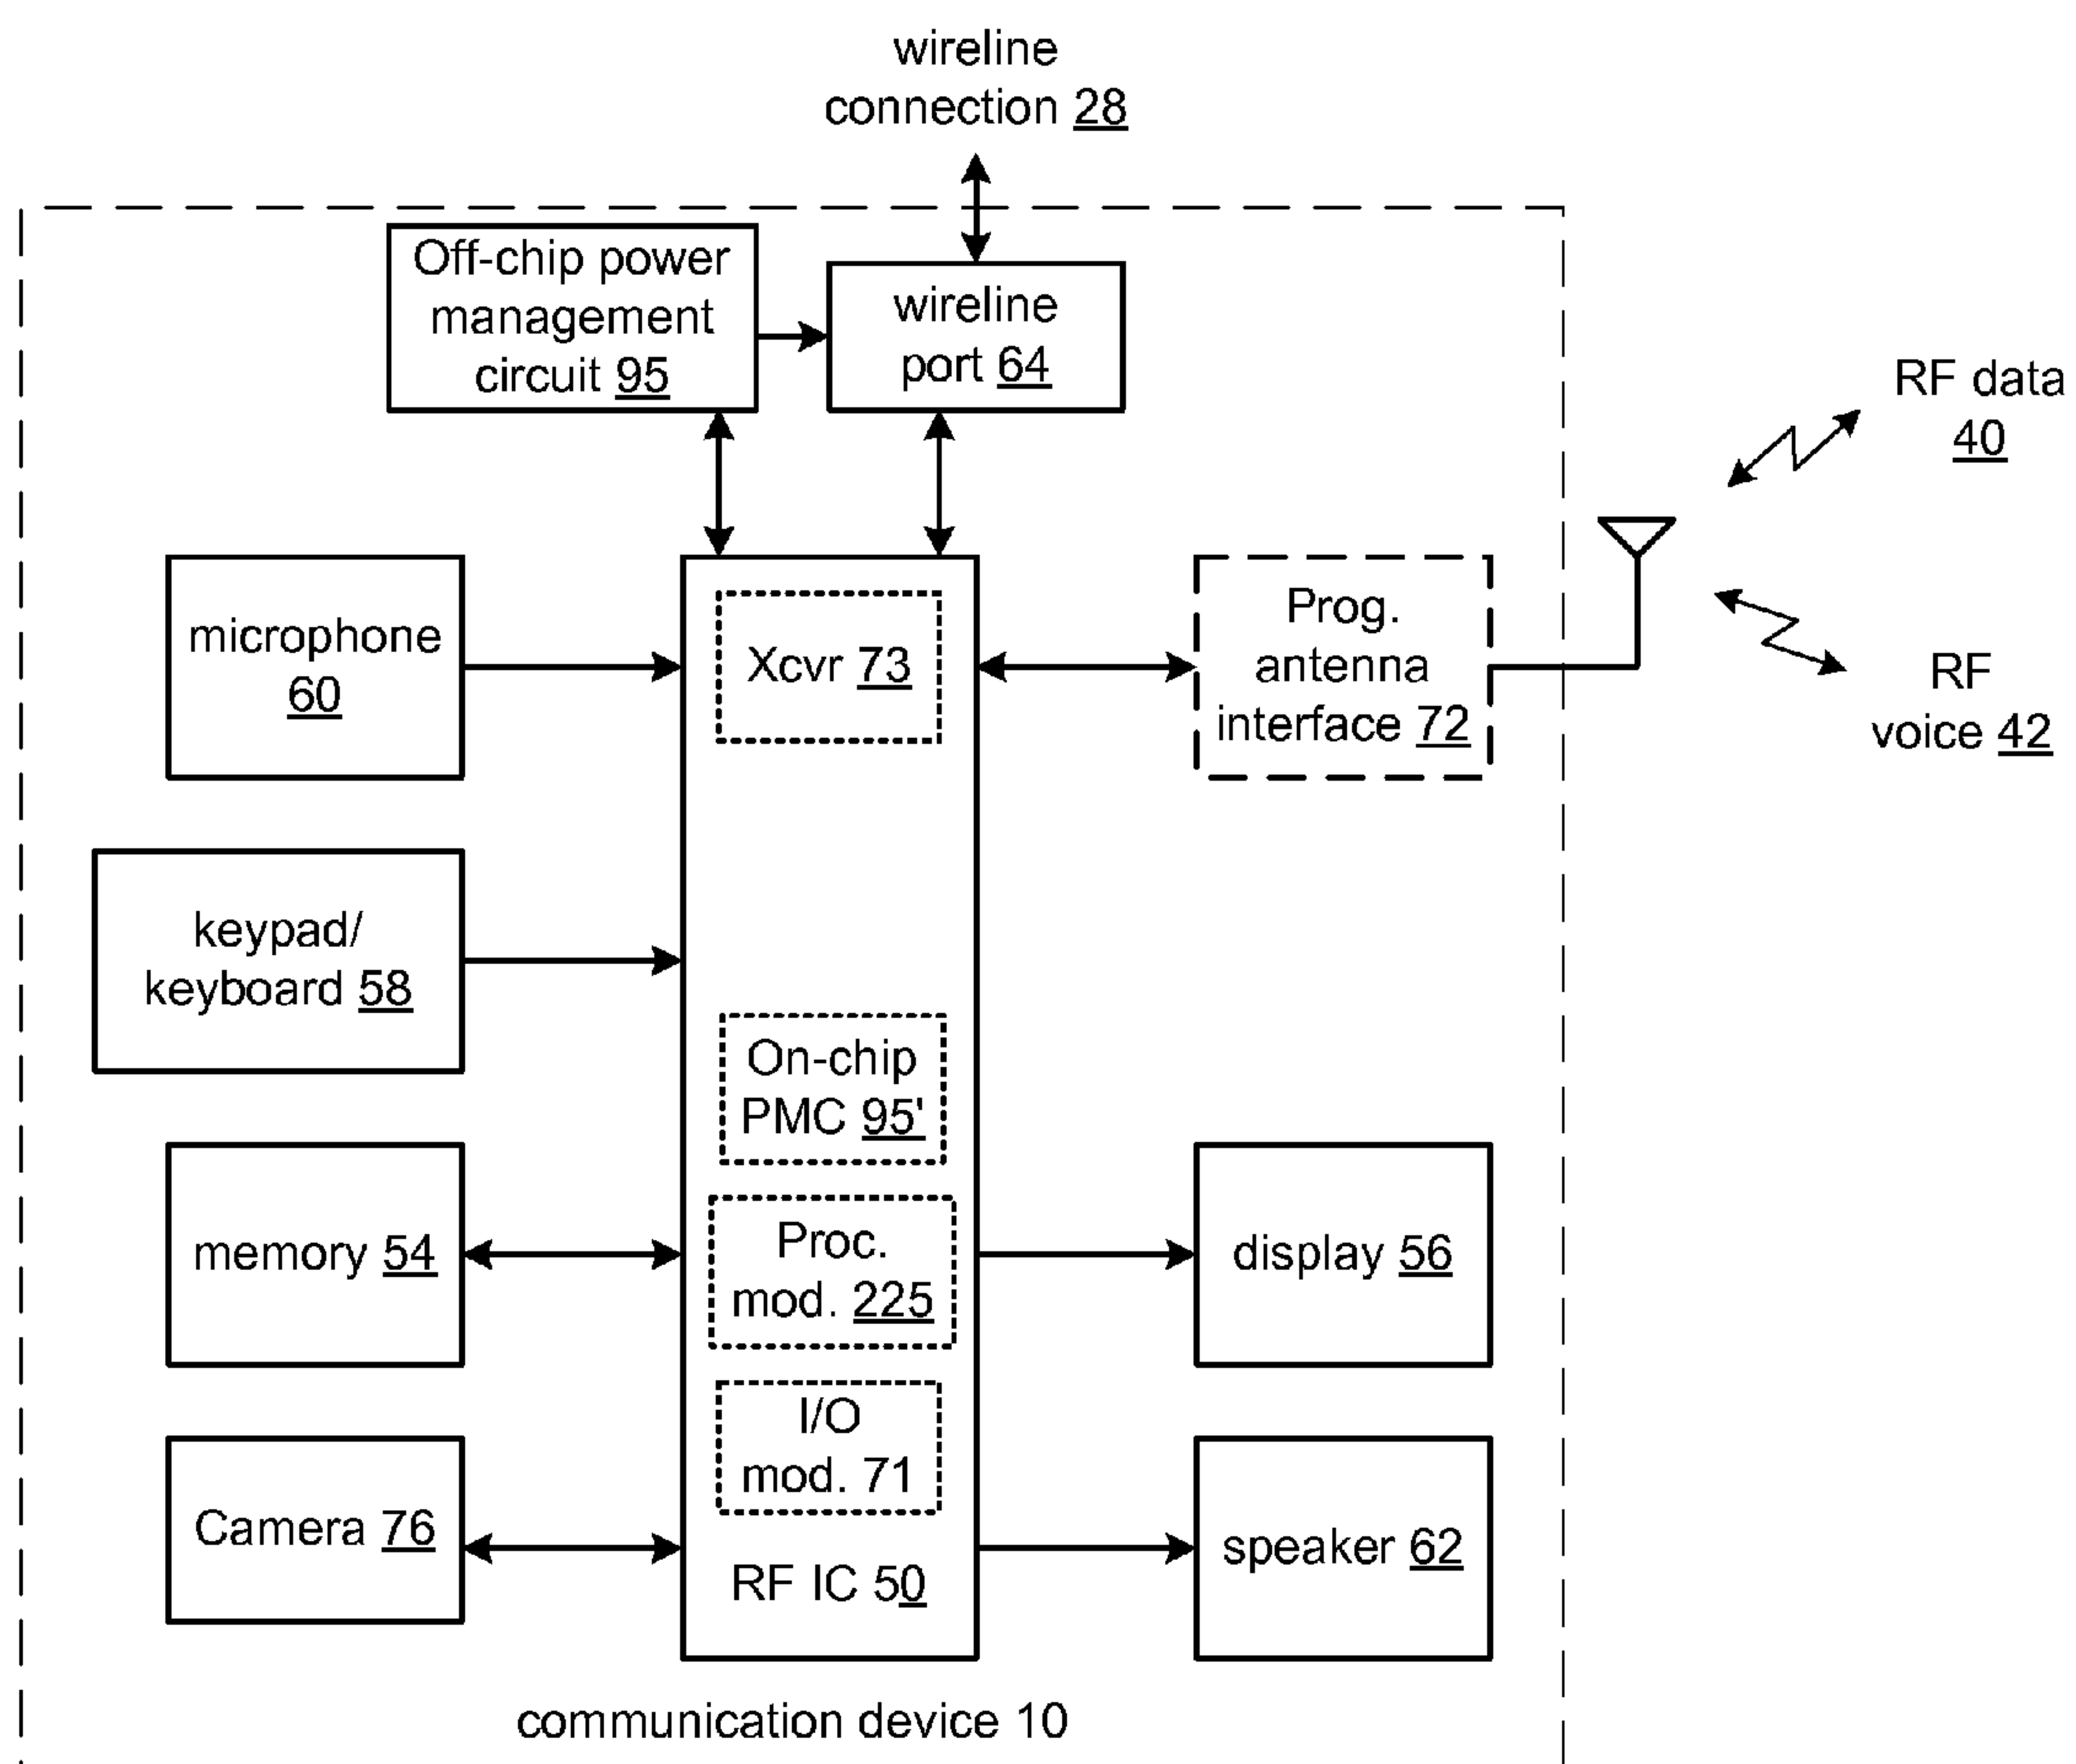 wireline
connection 28
Off-chip power
management
circuit 95
wireline
port 64
RF data
40
microphone
60
Xcvr 73
Prog.
antenna
interface 72
RF
voice 42
keypad/
keyboard 58
On-chip
PMC 95'
memory 54
Proc.
mod. 225
display 56
I/O
mod. 71
Camera 76
RF IC 50
speaker 62
communication device 10